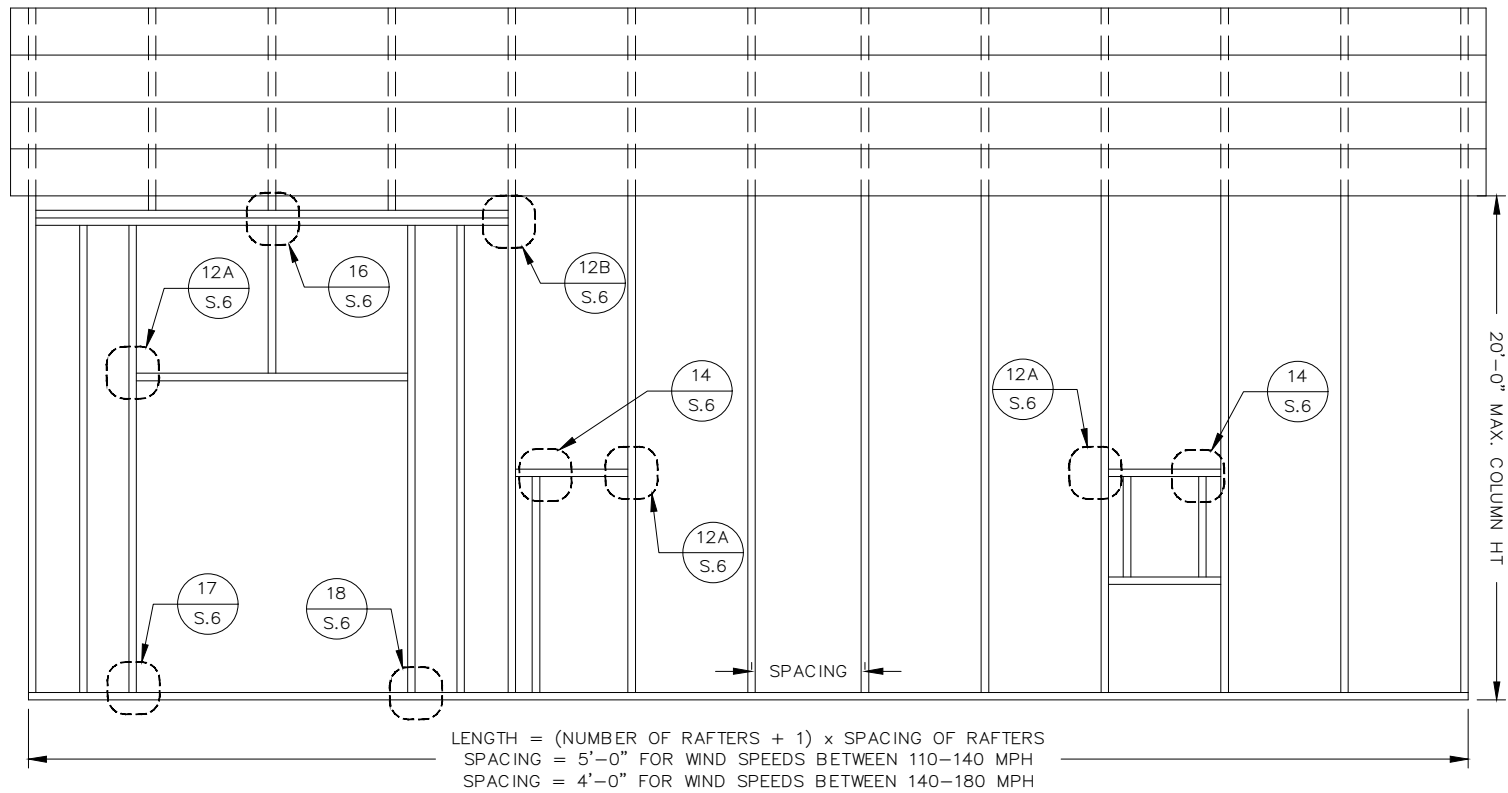 12A
S.6
16
S.6
12B
S.6
14
S.6
12A
S.6
14
S.6
12A
S.6
17
S.6
18
S.6
SPACING
20'-0" MAX. COLUMN HT
LENGTH = (NUMBER OF RAFTERS + 1) x SPACING OF RAFTERS
SPACING = 5'-0" FOR WIND SPEEDS BETWEEN 110-140 MPH
SPACING = 4'-0" FOR WIND SPEEDS BETWEEN 140-180 MPH